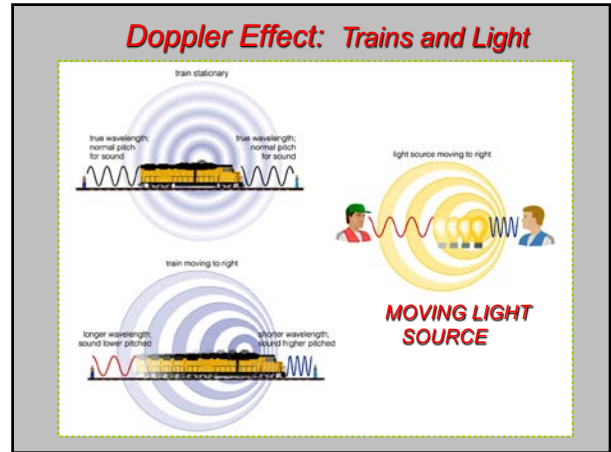 Doppler Effect: Trains and Light
train stationary
true wavelength;
normal pitch
for sound
true wavelength;
normal pitch
for sound
light source moving to right
train moving to right
longer wavelength;
sound lower pitched
shorter wavelength;
sound higher pitched
MOVING LIGHT
SOURCE